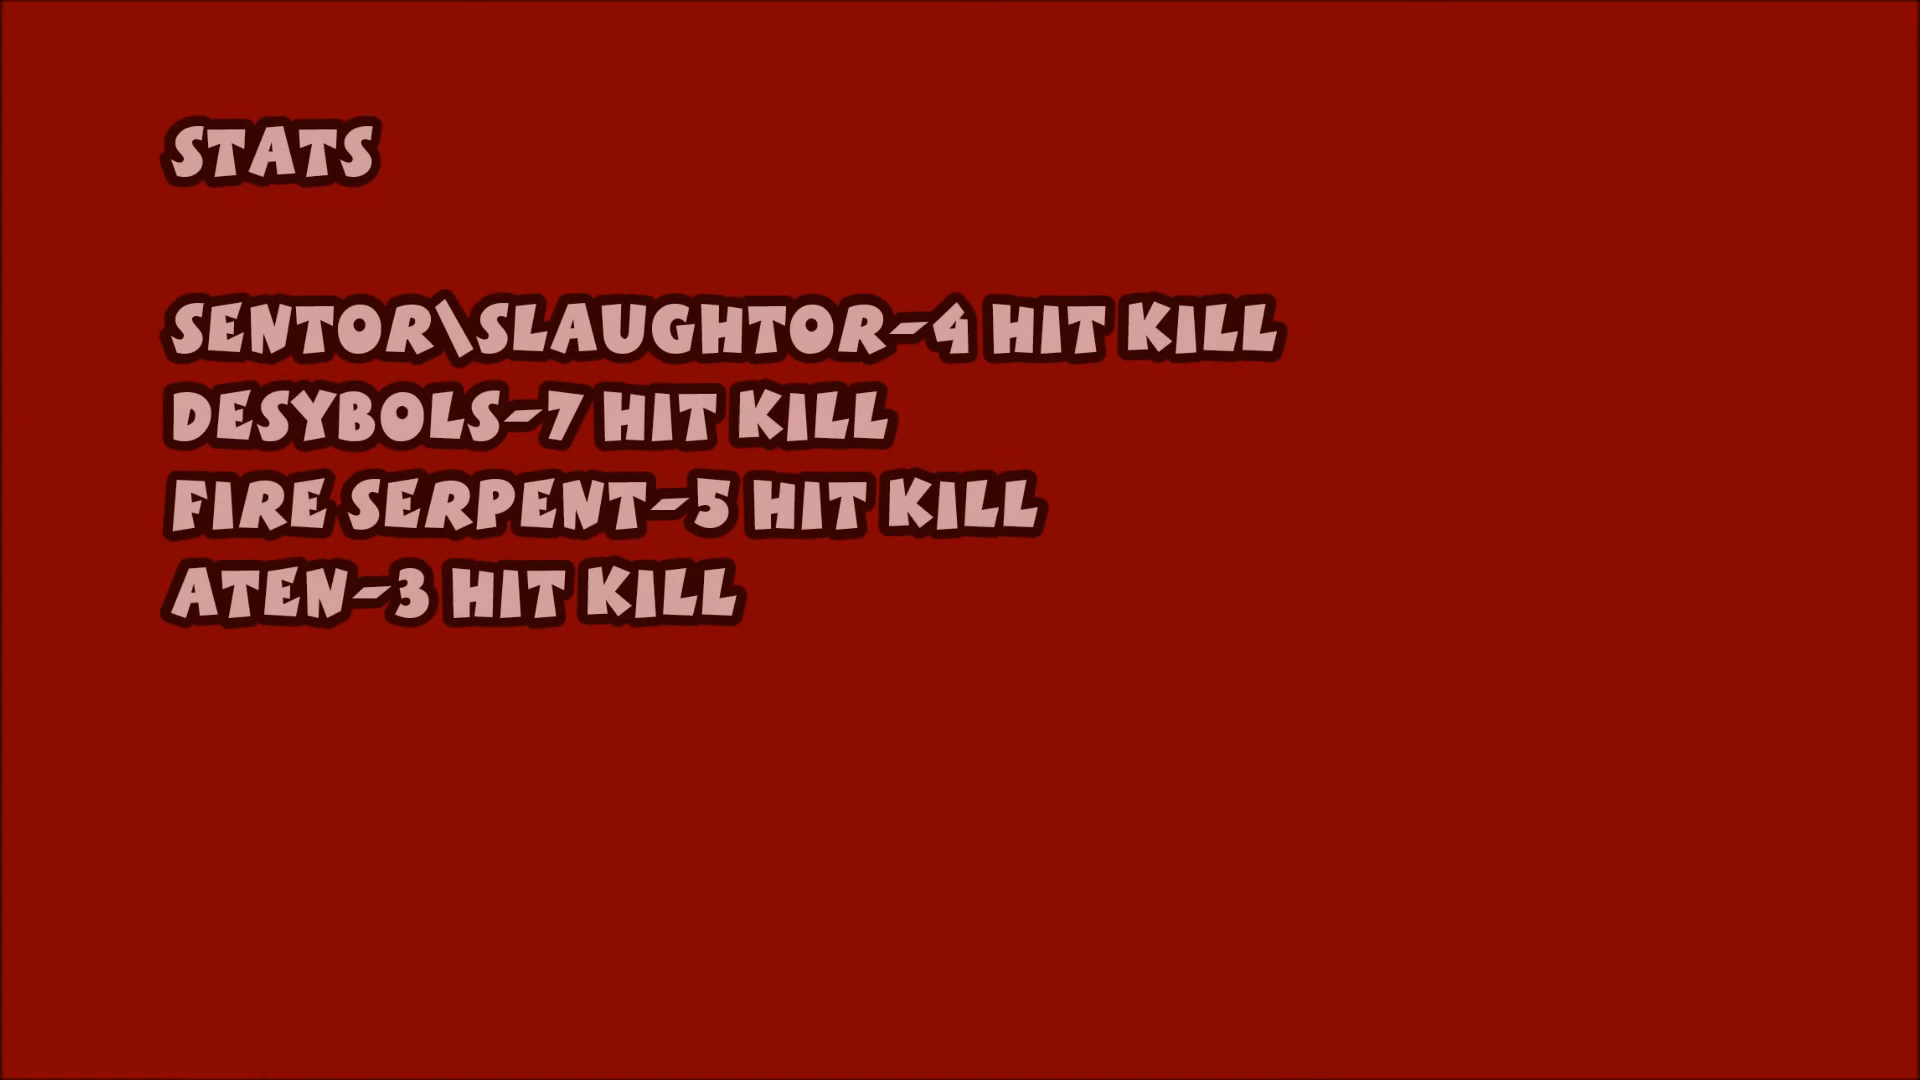 STATS
SENTOR\SLAUGHTOR-4 HIT KILL
DESYBOLS-7 HIT KILL
FIRE SERPENT-5 HIT KILL
ATEN-3 HIT KILL